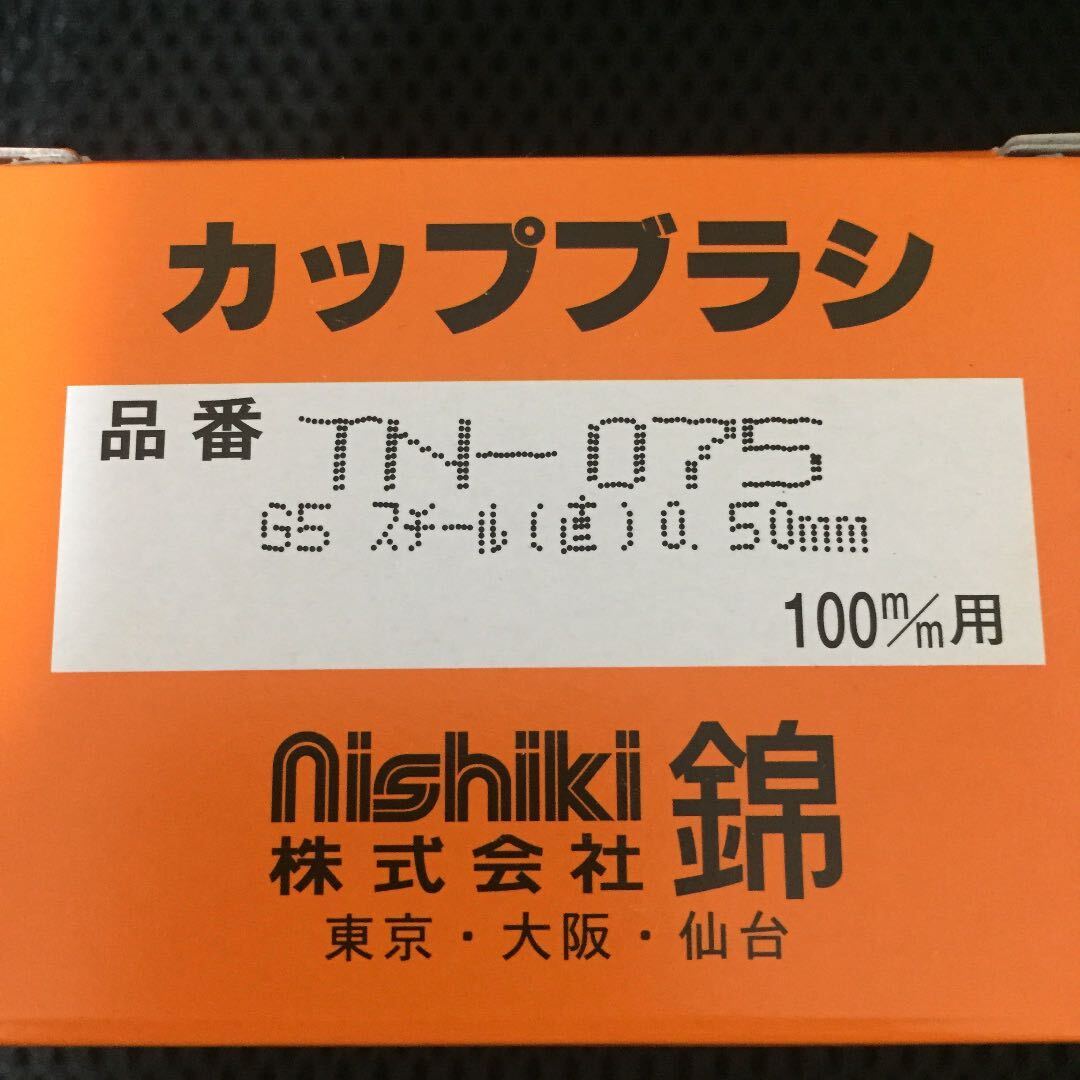 カップブラシ
品番 TN-075
65 スチール(直)0.50mm
100m/m用
nishiki 錦
株式会社
東京・大阪・仙台